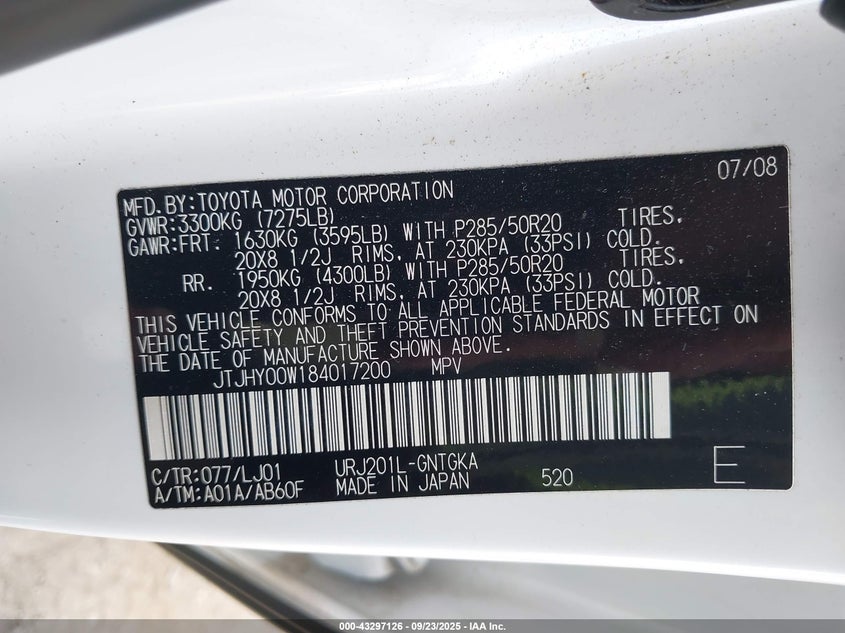 07/08
MFD.BY:TOYOTA MOTOR CORPORATION
GVWR:3300KG (7275LB)
GAWR:FRT. 1630KG (3595LB) WITH P285/50R20 TIRES,
20X8 1/2J RIMS, AT 230KPA (33PSI) COLD.
RR. 1950KG (4300LB) WITH P285/50R20 TIRES,
20X8 1/2J RIMS, AT 230KPA (33PSI) COLD.
THIS VEHICLE CONFORMS TO ALL APPLICABLE FEDERAL MOTOR
VEHICLE SAFETY AND THEFT PREVENTION STANDARDS IN EFFECT ON
THE DATE OF MANUFACTURE SHOWN ABOVE.
JTJHY00W184017200 MPV
C/TR:077/LJ01 URJ201L-GNTGKA
A/TM:A01A/AB60F MADE IN JAPAN 520 E
000-43297126 - 09/23/2025 - IAA Inc.